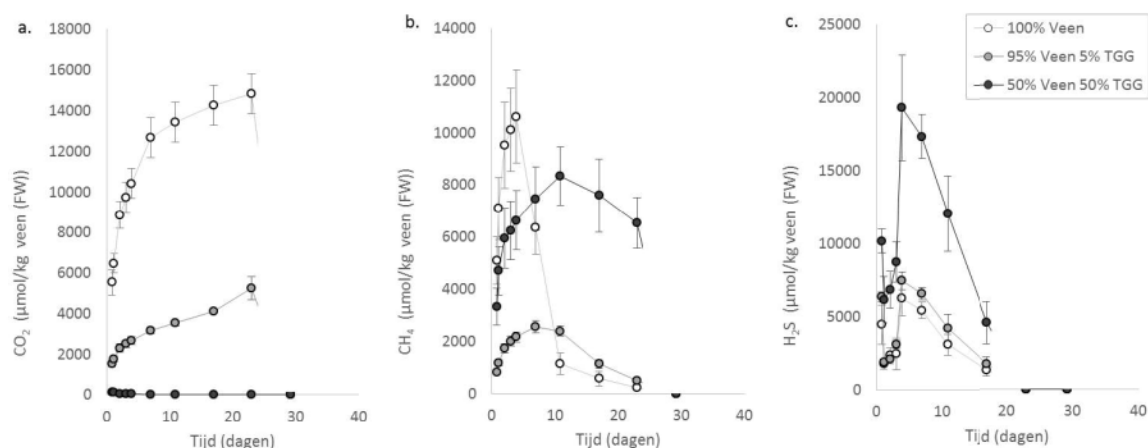 a.
CO2 (µmol/kg veen (FW))
18000
16000
14000
12000
10000
8000
6000
4000
2000
0
0 10 20 30 40
Tijd (dagen)
b.
CH4 (µmol/kg veen (FW))
14000
12000
10000
8000
6000
4000
2000
0
0 10 20 30 40
Tijd (dagen)
c.
H2S (µmol/kg veen (FW))
25000
20000
15000
10000
5000
0
0 10 20 30 40
Tijd (dagen)
100% Veen
95% Veen 5% TGG
50% Veen 50% TGG